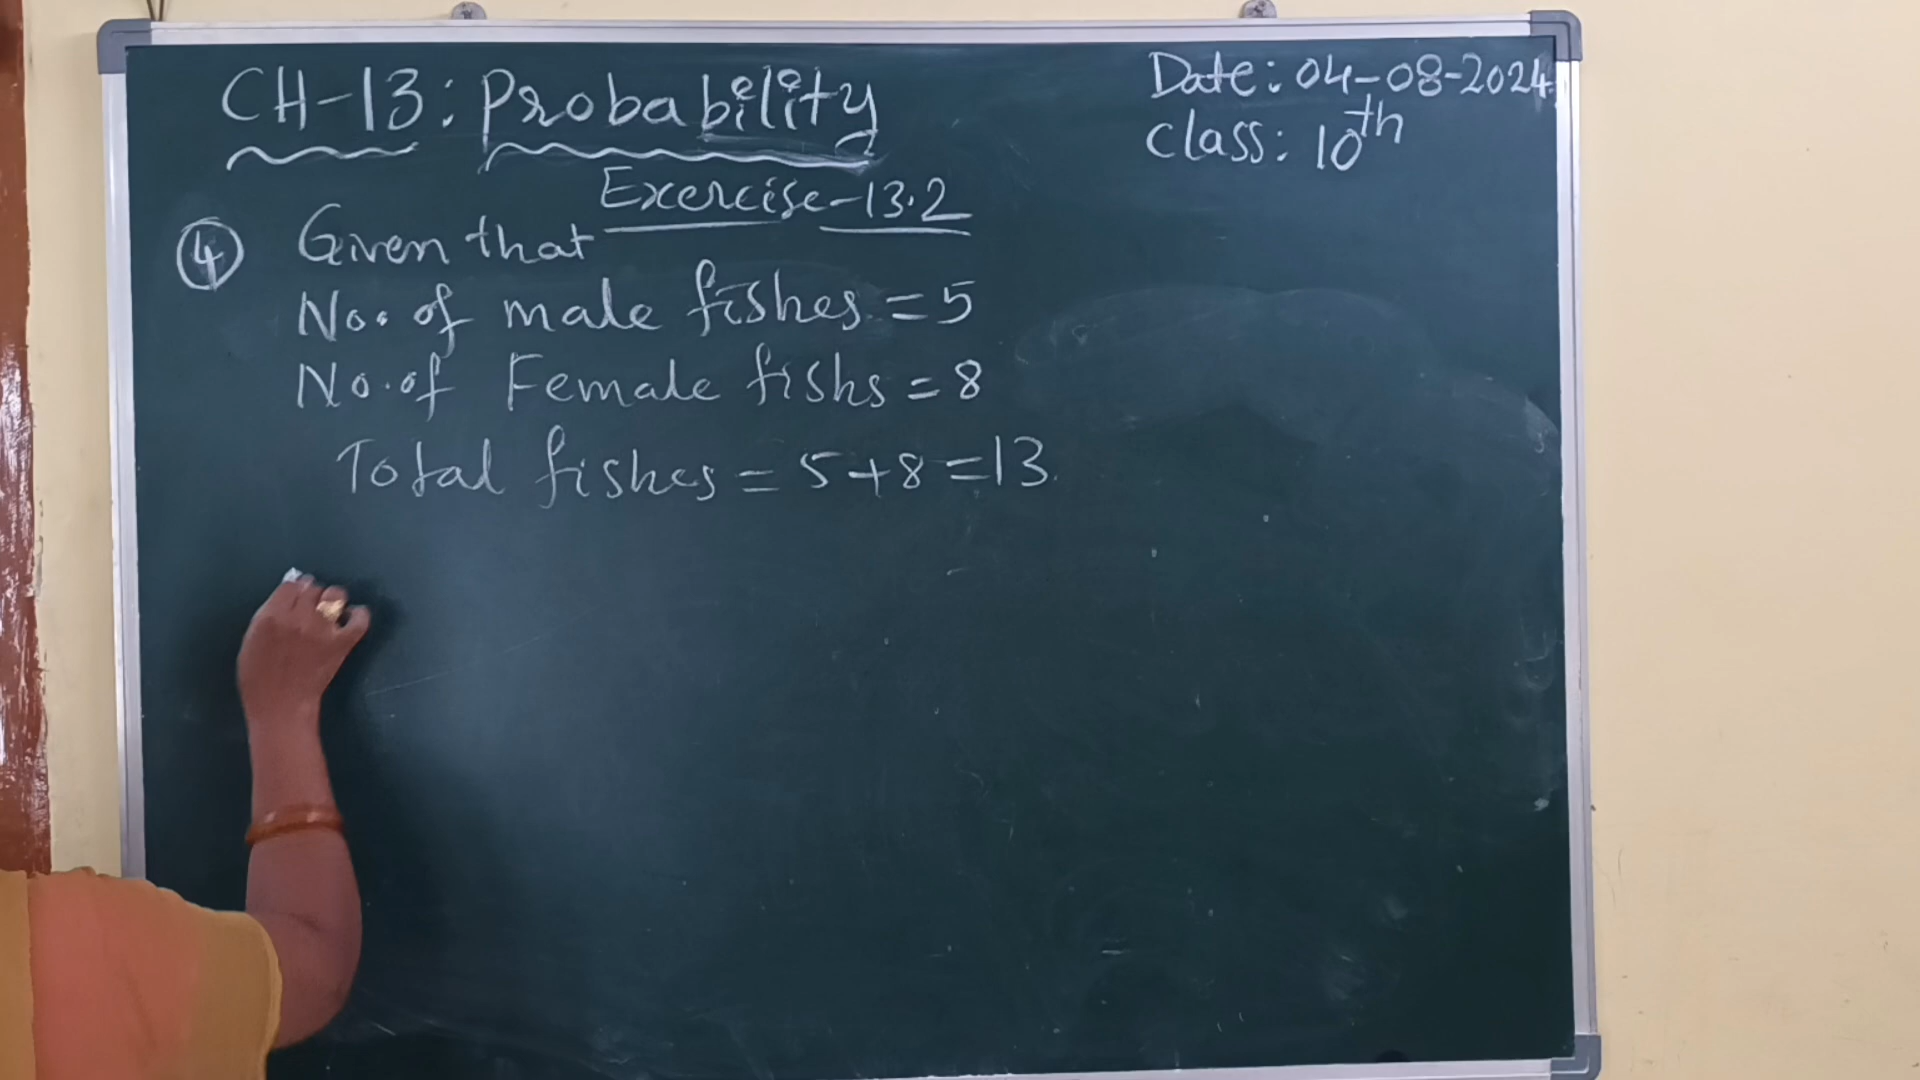 CH-13: Probability
Date: 04-08-2024
Class: 10th
Exercise-13.2
④ Given that
No. of male fishes = 5
No. of Female fishs = 8
Total fishes = 5+8=13